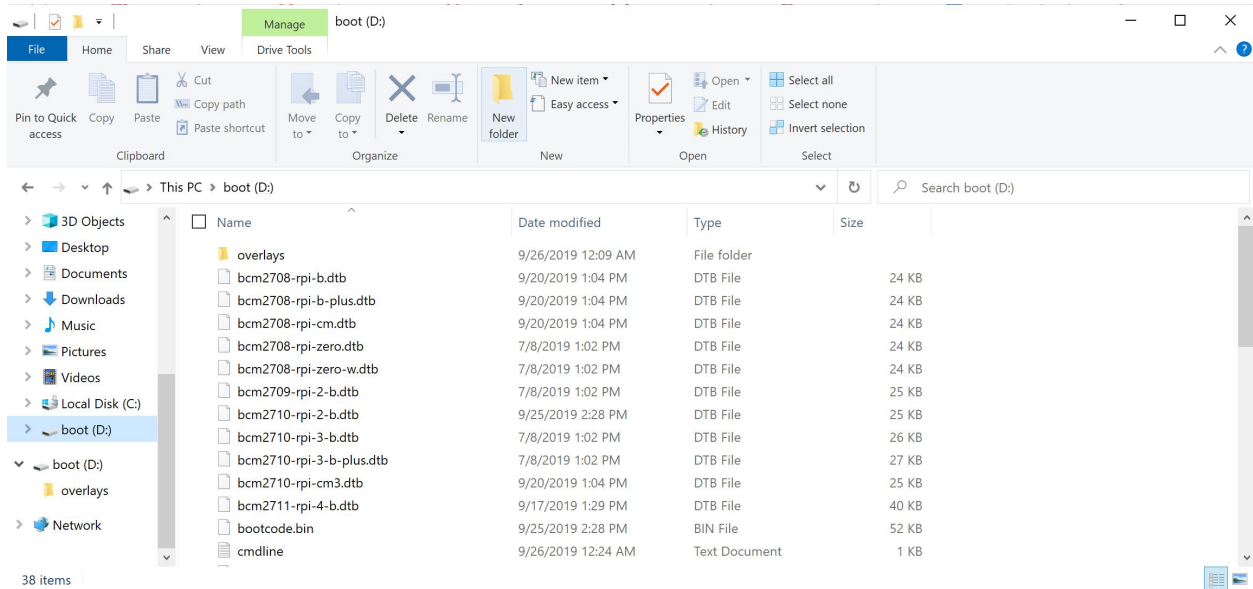 Manage boot (D:)
File Home Share View Drive Tools
Pin to Quick access
Copy
Paste
Cut
Copy path
Paste shortcut
Clipboard
Move to
Copy to
Delete
Rename
Organize
New folder
New item
Easy access
New
Properties
Open
Edit
History
Open
Select all
Select none
Invert selection
Select
This PC > boot (D:)
Search boot (D:)
3D Objects
Desktop
Documents
Downloads
Music
Pictures
Videos
Local Disk (C:)
boot (D:)
boot (D:)
overlays
Network
Name Date modified Type Size
overlays 9/26/2019 12:09 AM File folder
bcm2708-rpi-b.dtb 9/20/2019 1:04 PM DTB File 24 KB
bcm2708-rpi-b-plus.dtb 9/20/2019 1:04 PM DTB File 24 KB
bcm2708-rpi-cm.dtb 9/20/2019 1:04 PM DTB File 24 KB
bcm2708-rpi-zero.dtb 7/8/2019 1:02 PM DTB File 24 KB
bcm2708-rpi-zero-w.dtb 7/8/2019 1:02 PM DTB File 24 KB
bcm2709-rpi-2-b.dtb 7/8/2019 1:02 PM DTB File 25 KB
bcm2710-rpi-2-b.dtb 9/25/2019 2:28 PM DTB File 25 KB
bcm2710-rpi-3-b.dtb 7/8/2019 1:02 PM DTB File 26 KB
bcm2710-rpi-3-b-plus.dtb 7/8/2019 1:02 PM DTB File 27 KB
bcm2710-rpi-cm3.dtb 9/20/2019 1:04 PM DTB File 25 KB
bcm2711-rpi-4-b.dtb 9/17/2019 1:29 PM DTB File 40 KB
bootcode.bin 9/25/2019 2:28 PM BIN File 52 KB
cmdline 9/26/2019 12:24 AM Text Document 1 KB
38 items